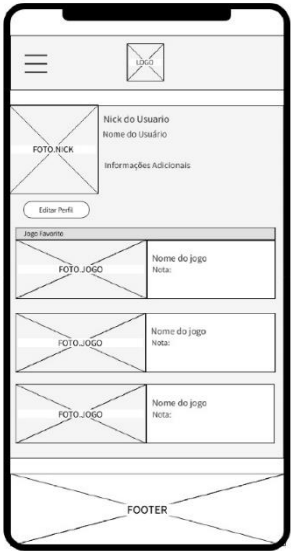 LOGO
Nick do Usuario
Nome do Usuário
FOTO.NICK
Informações Adicionais
Editar Perfil
Jogo Favorito
Nome do jogo
FOTO.JOGO
Nota:
Nome do jogo
FOTO.JOGO
Nota:
Nome do jogo
FOTO.JOGO
Nota:
FOOTER